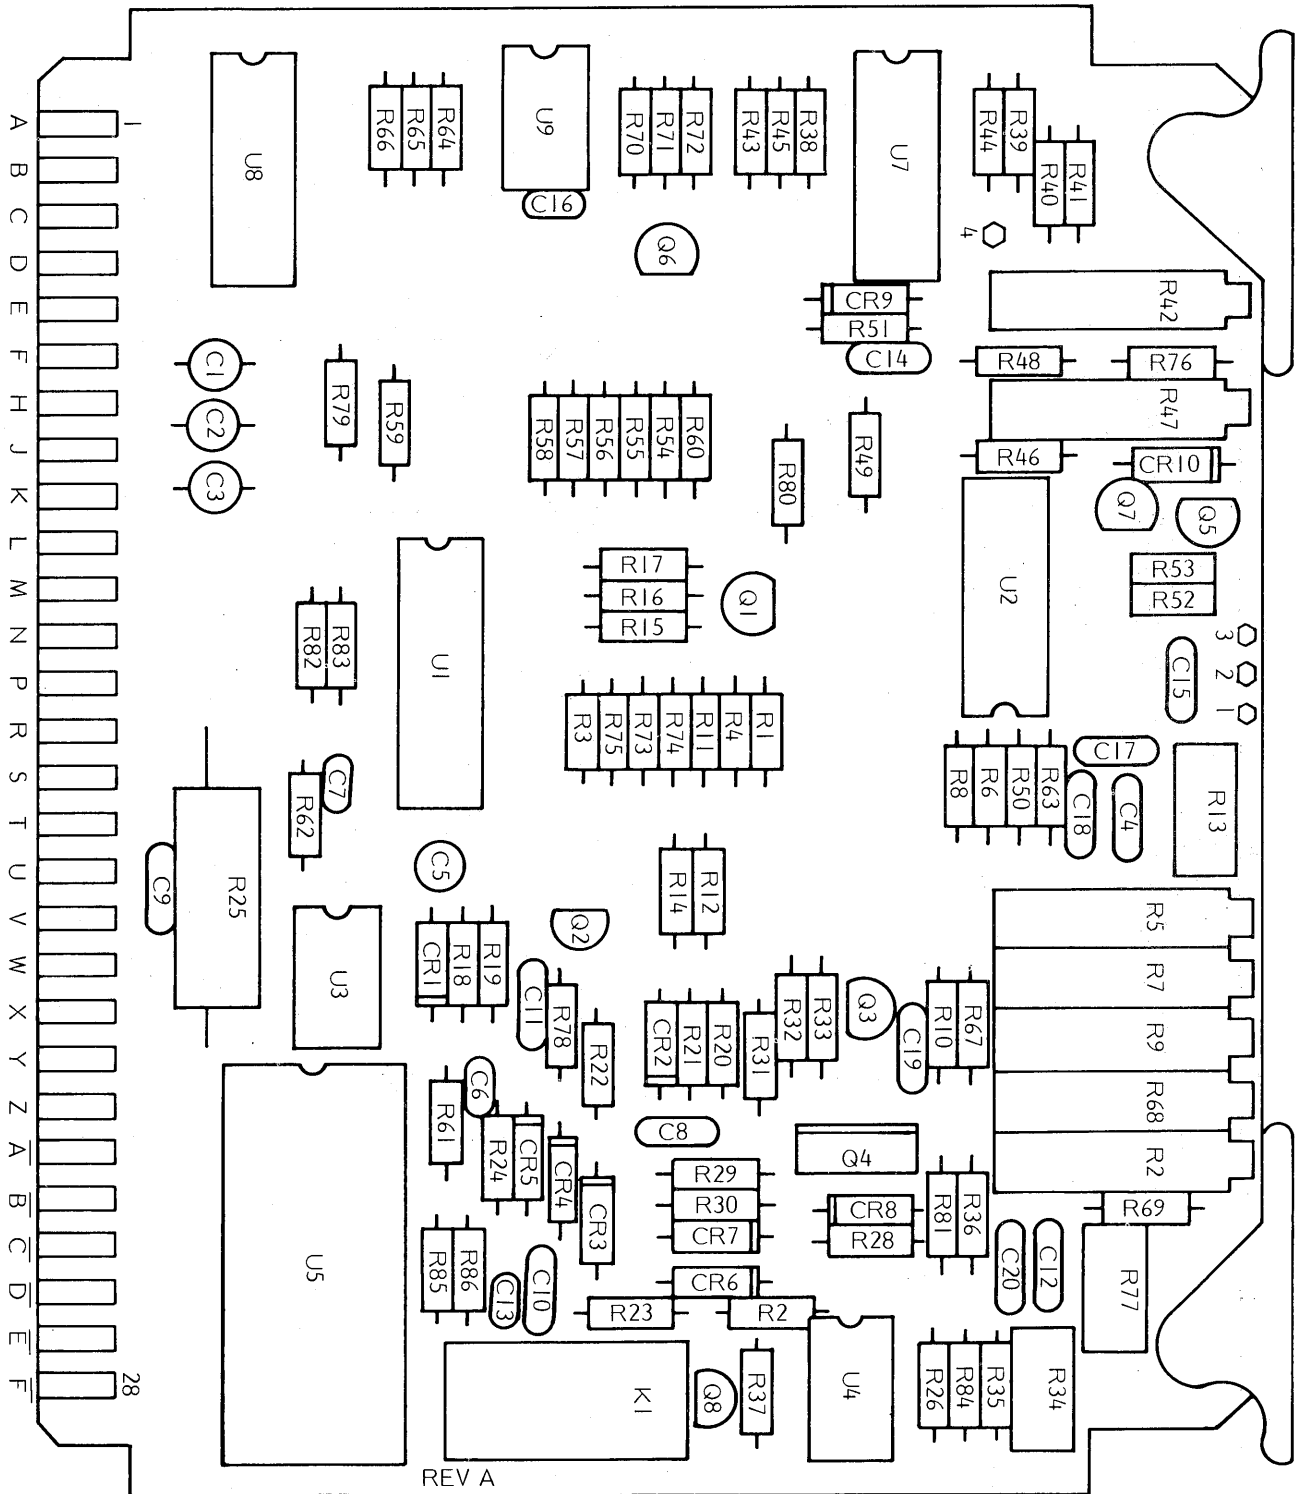 A
1
B
C
D
E
F
H
J
K
L
M
N
P
R
S
T
U
V
W
X
Y
Z
A
B
C
D
E
F
28
U8
R66
R65
R64
U9
C16
R70
R71
R72
R43
R45
R38
U7
R44
R39
R40
R41
4
Q6
CR9
R51
C14
R42
R48
R76
R47
R46
CR10
C1
C2
C3
R79
R59
R58
R57
R56
R55
R54
R60
R80
R49
Q7
Q5
U2
R53
R52
R17
R16
R15
Q1
3
2
1
C15
R82
R83
U1
R3
R75
R73
R74
R11
R4
R1
R8
R6
R50
R63
C17
C18
C4
R13
C7
R62
C5
R14
R12
C9
R25
U3
CR1
R18
R19
Q2
C11
R78
R22
CR2
R21
R20
R31
R32
R33
Q3
C19
R10
R67
R5
R7
R9
R68
R2
C6
R61
R24
CR5
CR4
CR3
C8
R29
R30
CR7
Q4
CR8
R28
R81
R36
R69
U5
R85
R86
C13
C10
CR6
R23
R2
C20
C12
R77
K1
Q8
R37
U4
R26
R84
R35
R34
REV A